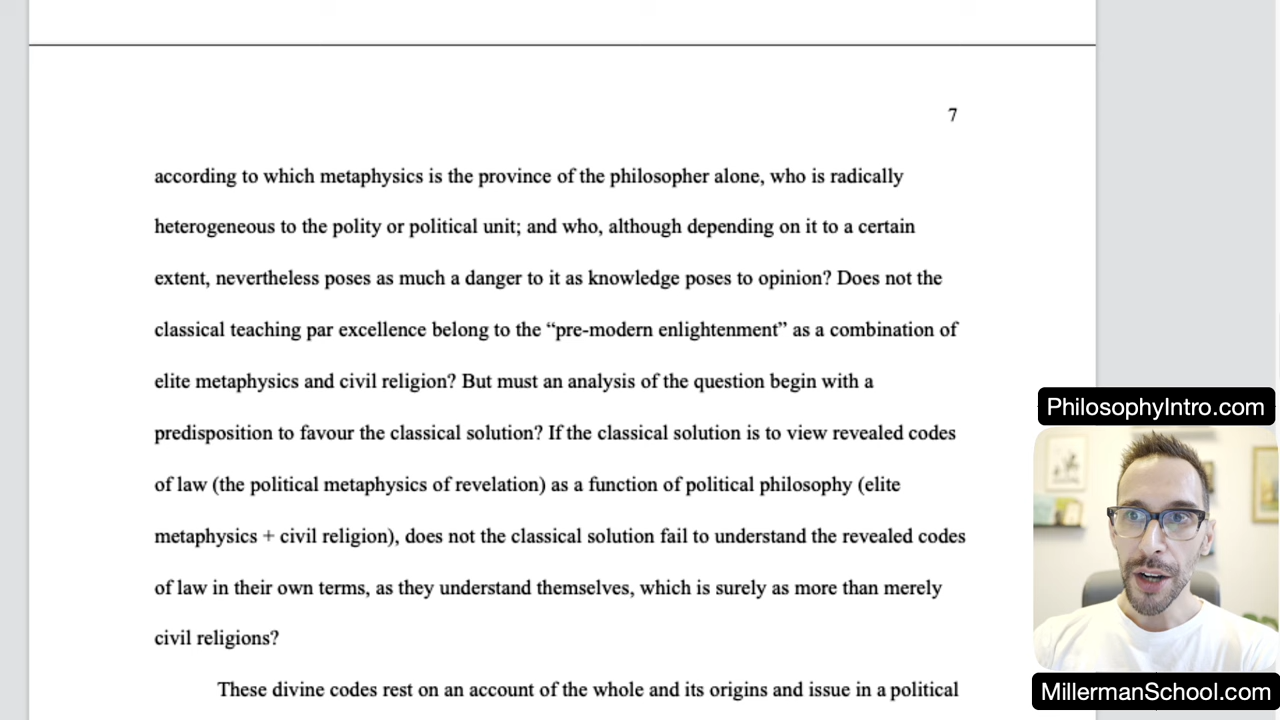 7
according to which metaphysics is the province of the philosopher alone, who is radically
heterogeneous to the polity or political unit; and who, although depending on it to a certain
extent, nevertheless poses as much a danger to it as knowledge poses to opinion? Does not the
classical teaching par excellence belong to the “pre-modern enlightenment” as a combination of
elite metaphysics and civil religion? But must an analysis of the question begin with a
predisposition to favour the classical solution? If the classical solution is to view revealed codes
of law (the political metaphysics of revelation) as a function of political philosophy (elite
metaphysics + civil religion), does not the classical solution fail to understand the revealed codes
of law in their own terms, as they understand themselves, which is surely as more than merely
civil religions?
These divine codes rest on an account of the whole and its origins and issue in a political
PhilosophyIntro.com
MillermanSchool.com